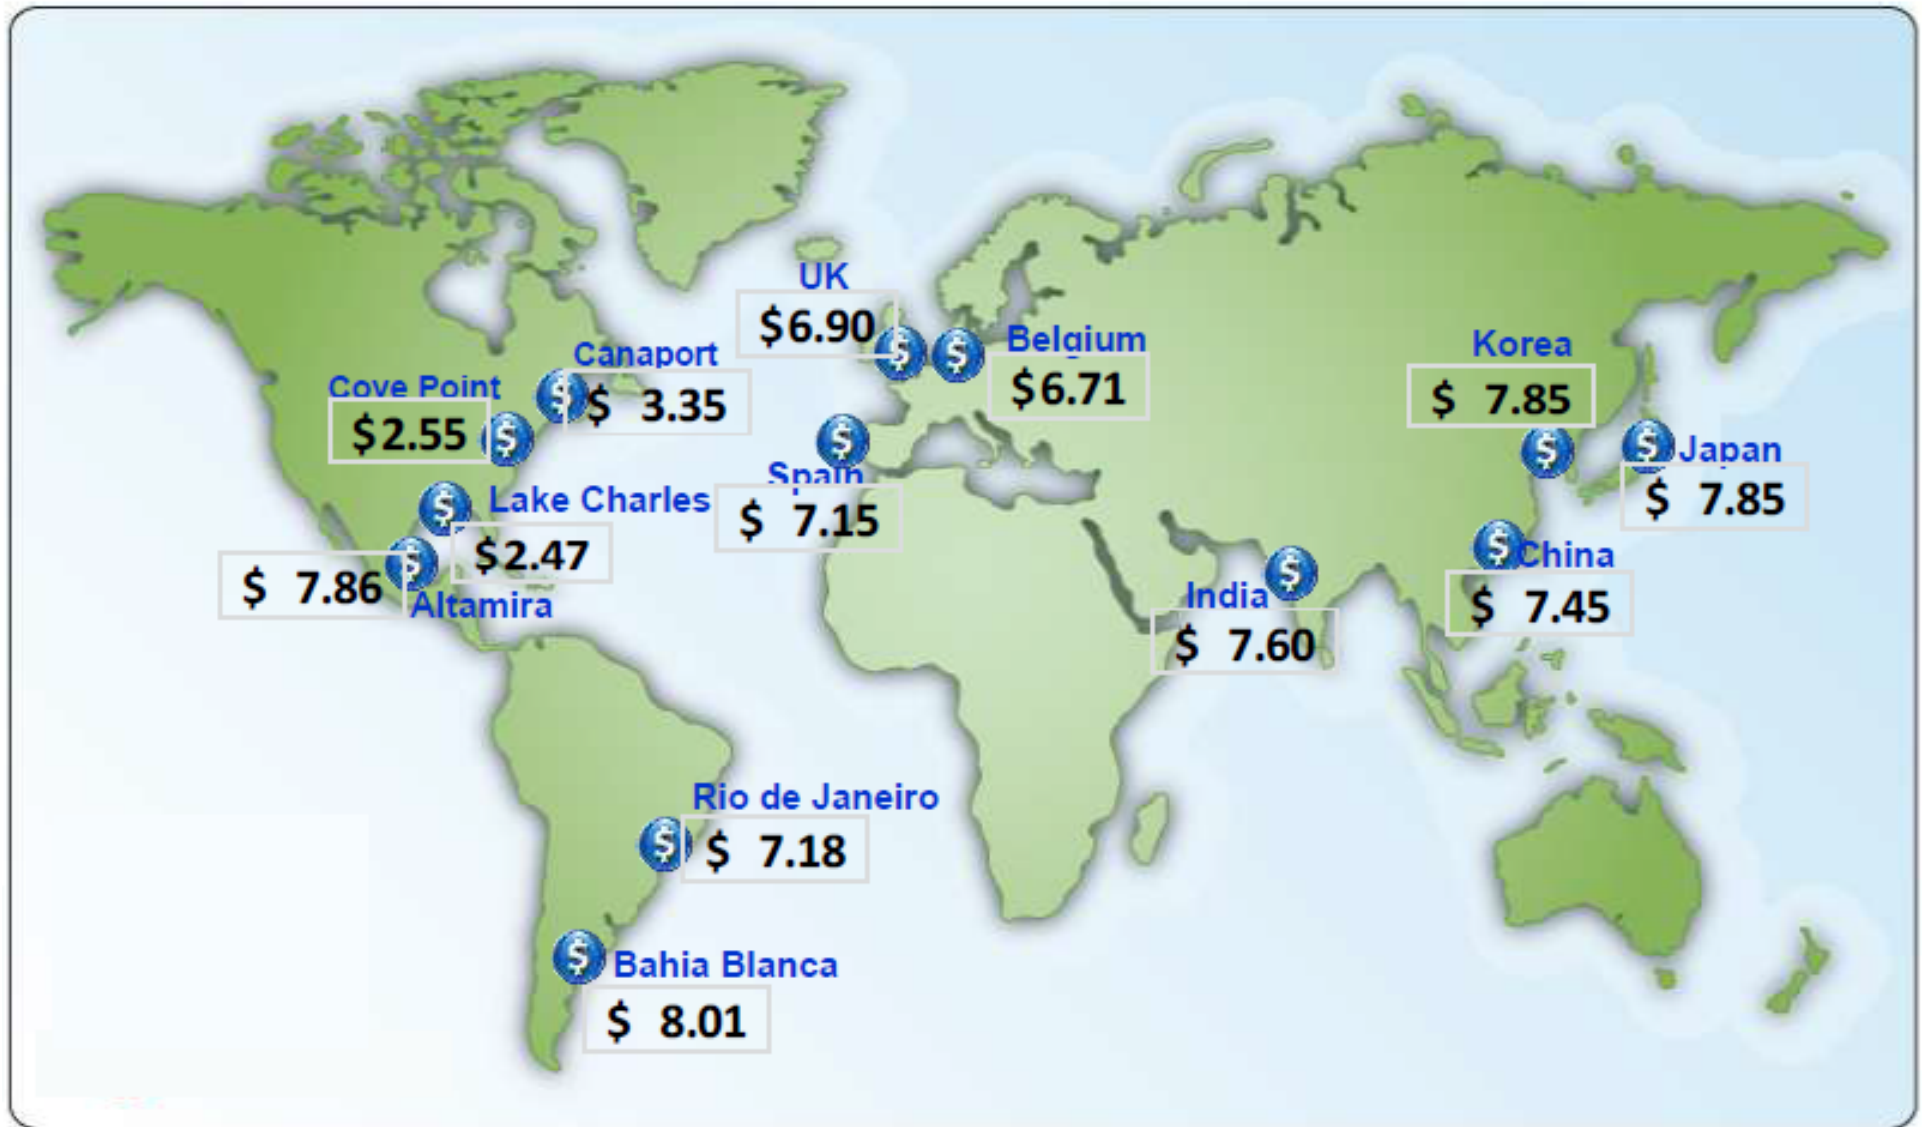 UK
$6.90
Belgium
$6.71
Canaport
$ 3.35
Cove Point
$2.55
Korea
$ 7.85
Japan
$ 7.85
Spain
$ 7.15
Lake Charles
$2.47
$ 7.86
Altamira
China
$ 7.45
India
$ 7.60
Rio de Janeiro
$ 7.18
Bahia Blanca
$ 8.01